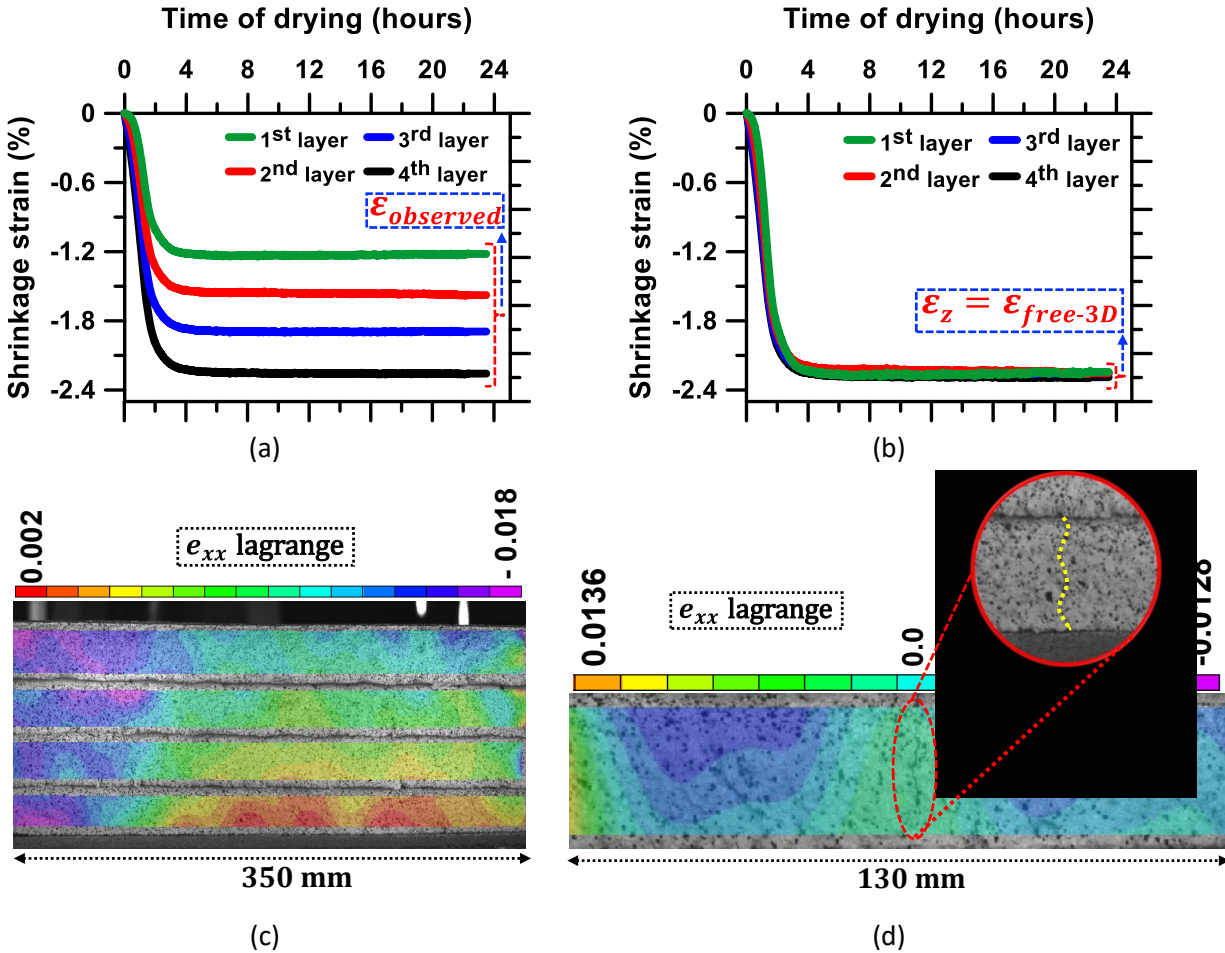 Time of drying (hours)
0 4 8 12 16 20 24
Shrinkage strain (%)
0
-0.6
-1.2
-1.8
-2.4
1st layer
3rd layer
2nd layer
4th layer
εobserved
(a)
Time of drying (hours)
0 4 8 12 16 20 24
Shrinkage strain (%)
0
-0.6
-1.2
-1.8
-2.4
1st layer
3rd layer
2nd layer
4th layer
εz = εfree-3D
(b)
0.002
exx lagrange
- 0.018
350 mm
(c)
0.0136
exx lagrange
0.0
-0.0128
130 mm
(d)